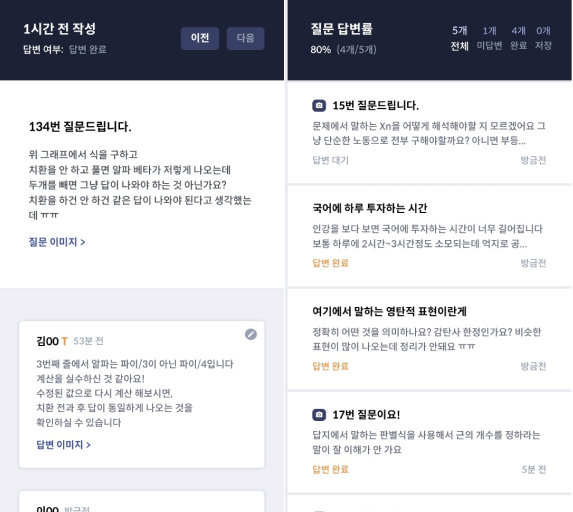 1시간 전 작성
답변 여부: 답변 완료
이전
다음
134번 질문드립니다.
위 그래프에서 식을 구하고
치환을 안 하고 풀면 알파 베타가 저렇게 나오는데
두개를 빼면 그냥 답이 나와야 하는 것 아닌가요?
치환을 하건 안 하건 같은 답이 나와야 된다고 생각했는
데 ㅠㅠ
질문 이미지 >
김00 T 53분 전
3번째 줄에서 알파는 파이/3이 아닌 파이/4입니다
계산을 실수하신 것 같아요!
수정된 값으로 다시 계산 해보시면,
치환 전과 후 답이 동일하게 나오는 것을
확인하실 수 있습니다
답변 이미지 >
이00 방금전
질문 답변률
80% (4개/5개)
5개 1개 4개 0개
전체 미답변 완료 저장
15번 질문드립니다.
문제에서 말하는 Xn을 어떻게 해석해야할 지 모르겠어요 그
냥 단순한 노동으로 전부 구해야할까요? 아니면 부등...
답변 대기 방금전
국어에 하루 투자하는 시간
인강을 보다 보면 국어에 투자하는 시간이 너무 길어집니다
보통 하루에 2시간~3시간정도 소모되는데 억지로 공...
답변 완료 방금전
여기에서 말하는 영탄적 표현이란게
정확히 어떤 것을 의미하나요? 감탄사 한정인가요? 비슷한
표현이 많이 나오는데 정리가 안돼요 ㅠㅠ
답변 완료 방금전
17번 질문이요!
답지에서 말하는 판별식을 사용해서 근의 개수를 정하라는
말이 잘 이해가 안 가요
답변 완료 5분 전